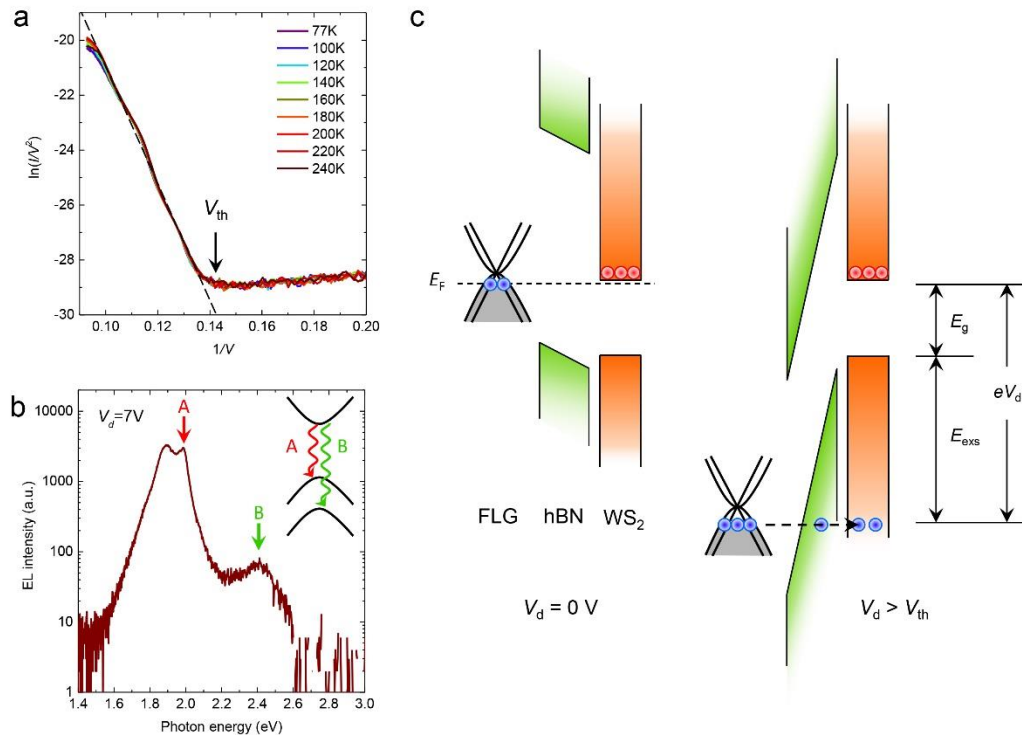 a
-20
-22
-24
-26
-28
-30
ln(I/V²)
77K
100K
120K
140K
160K
180K
200K
220K
240K
Vth
0.10 0.12 0.14 0.16 0.18 0.20
1/V
b
10000
1000
100
10
1
EL intensity (a.u.)
Vd=7V
A
B
A
B
1.4 1.6 1.8 2.0 2.2 2.4 2.6 2.8 3.0
Photon energy (eV)
c
EF
FLG hBN WS₂
Vd = 0 V
Eg
eVd
Eexs
Vd > Vth